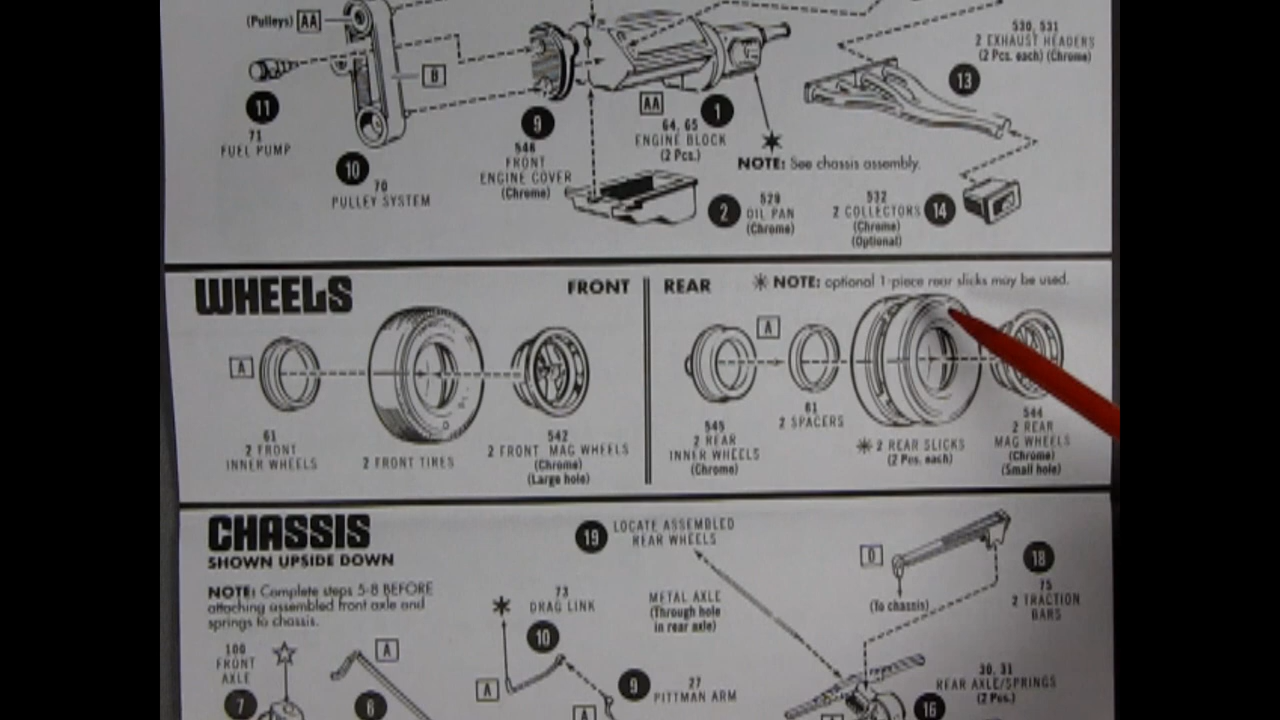 (Pulleys) AA
B
11
71
FUEL PUMP
10
70
PULLEY SYSTEM
9
546
FRONT
ENGINE COVER
(Chrome)
AA
1
64, 65
ENGINE BLOCK
(2 Pcs.)
NOTE: See chassis assembly.
2
529
OIL PAN
(Chrome)
530, 531
2 EXHAUST HEADERS
(2 Pcs. each) (Chrome)
13
532
2 COLLECTORS
(Chrome)
(Optional)
14
WHEELS
FRONT
REAR
NOTE: optional 1-piece rear slicks may be used.
A
61
2 FRONT
INNER WHEELS
2 FRONT TIRES
542
2 FRONT MAG WHEELS
(Chrome)
(Large hole)
A
545
2 REAR
INNER WHEELS
(Chrome)
61
2 SPACERS
2 REAR SLICKS
(2 Pcs. each)
544
2 REAR
MAG WHEELS
(Chrome)
(Small hole)
CHASSIS
SHOWN UPSIDE DOWN
NOTE: Complete steps 5-8 BEFORE
attaching assembled front axle and
springs to chassis.
100
FRONT
AXLE
7
A
6
73
DRAG LINK
10
A
9
27
PITTMAN ARM
A
19
LOCATE ASSEMBLED
REAR WHEELS
METAL AXLE
(Through hole
in rear axle)
D
(To chassis)
18
75
2 TRACTION
BARS
30, 31
REAR AXLE/SPRINGS
(2 Pcs.)
16